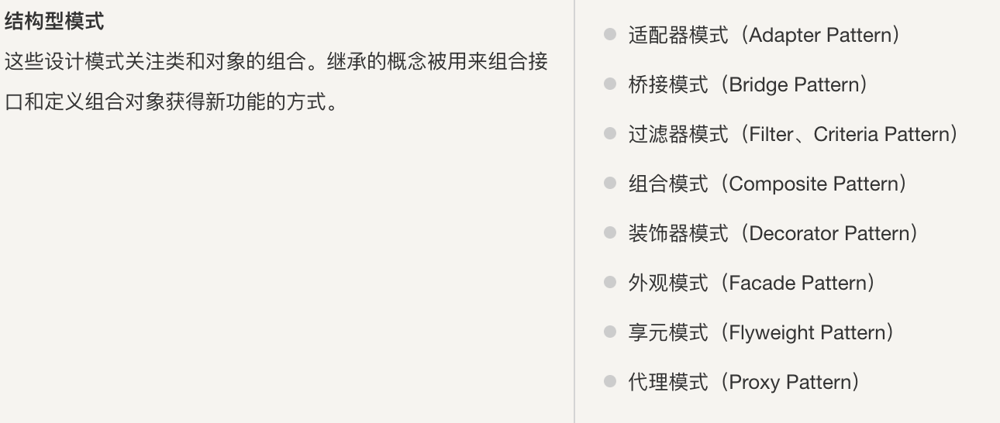 结构型模式
这些设计模式关注类和对象的组合。继承的概念被用来组合接
口和定义组合对象获得新功能的方式。
适配器模式（Adapter Pattern）
桥接模式（Bridge Pattern）
过滤器模式（Filter、Criteria Pattern）
组合模式（Composite Pattern）
装饰器模式（Decorator Pattern）
外观模式（Facade Pattern）
享元模式（Flyweight Pattern）
代理模式（Proxy Pattern）